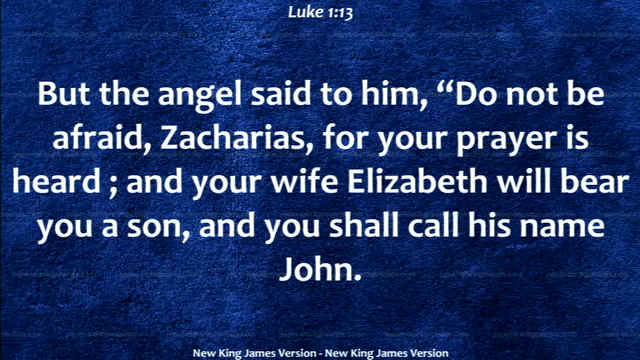 Luke 1:13
But the angel said to him, “Do not be
afraid, Zacharias, for your prayer is
heard ; and your wife Elizabeth will bear
you a son, and you shall call his name
John.
New King James Version - New King James Version